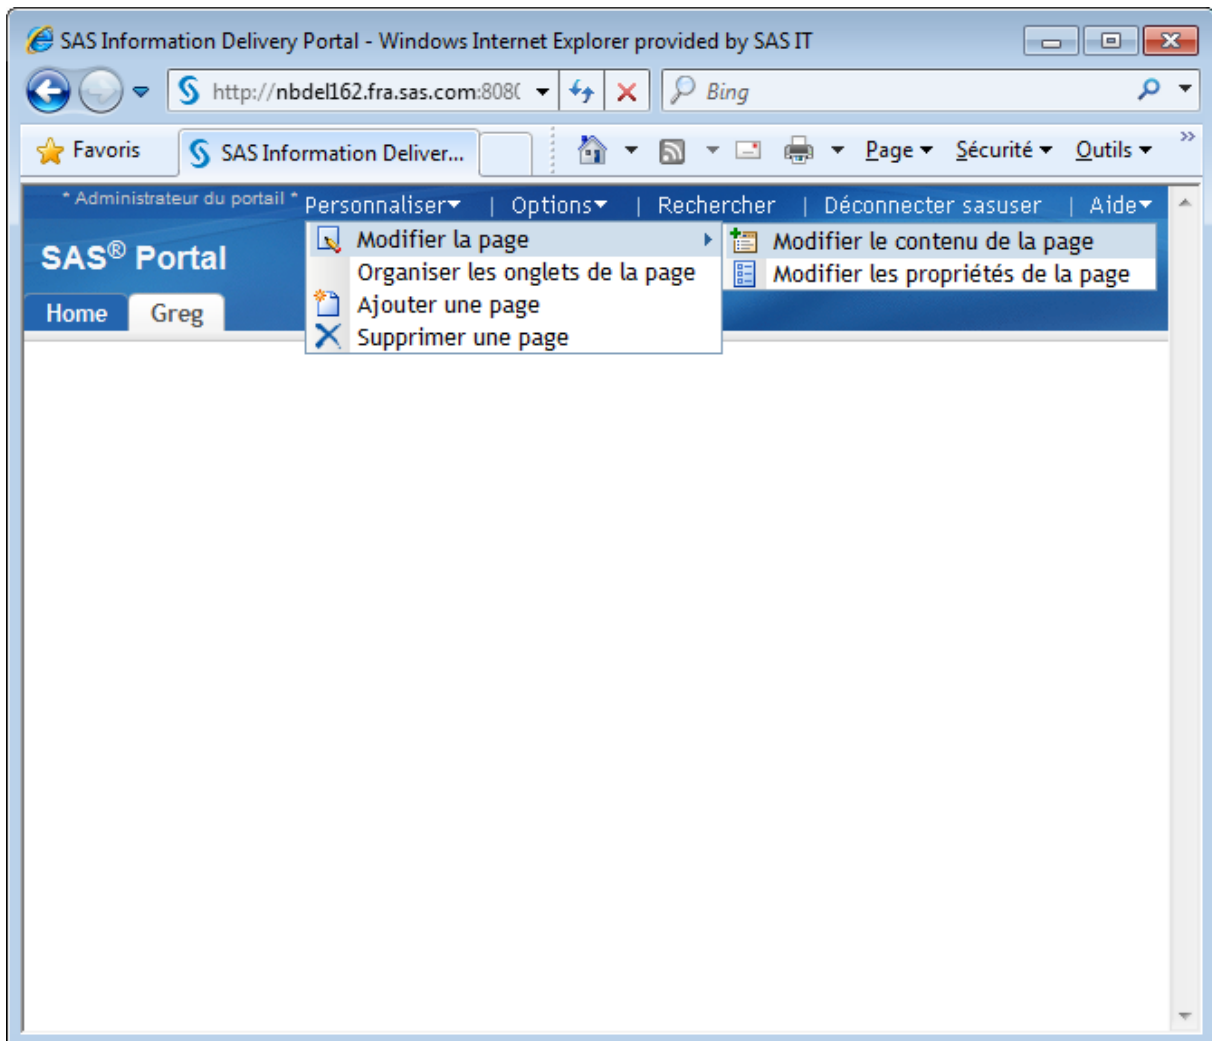 SAS Information Delivery Portal - Windows Internet Explorer provided by SAS IT
http://nbdel162.fra.sas.com:808 Bing
Favoris SAS Information Deliver... Page Sécurité Outils
* Administrateur du portail * Personnaliser | Options | Rechercher | Déconnecter sasuser | Aide
SAS® Portal
Modifier la page
Modifier le contenu de la page
Organiser les onglets de la page
Modifier les propriétés de la page
Home Greg
Ajouter une page
Supprimer une page